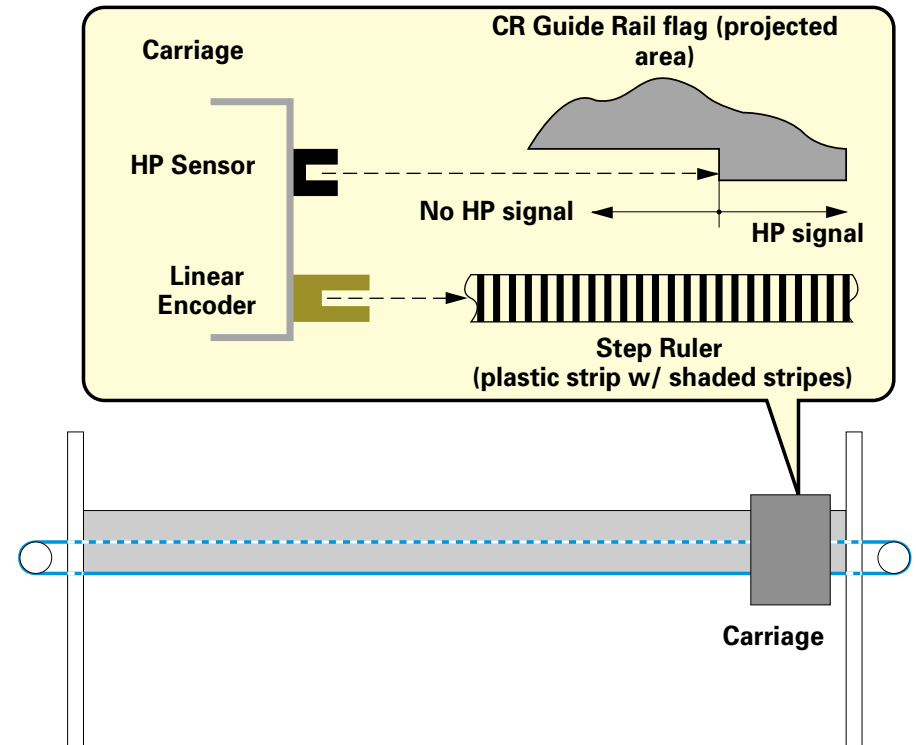 Carriage
CR Guide Rail flag (projected
area)
HP Sensor
No HP signal
HP signal
Linear
Encoder
Step Ruler
(plastic strip w/ shaded stripes)
Carriage